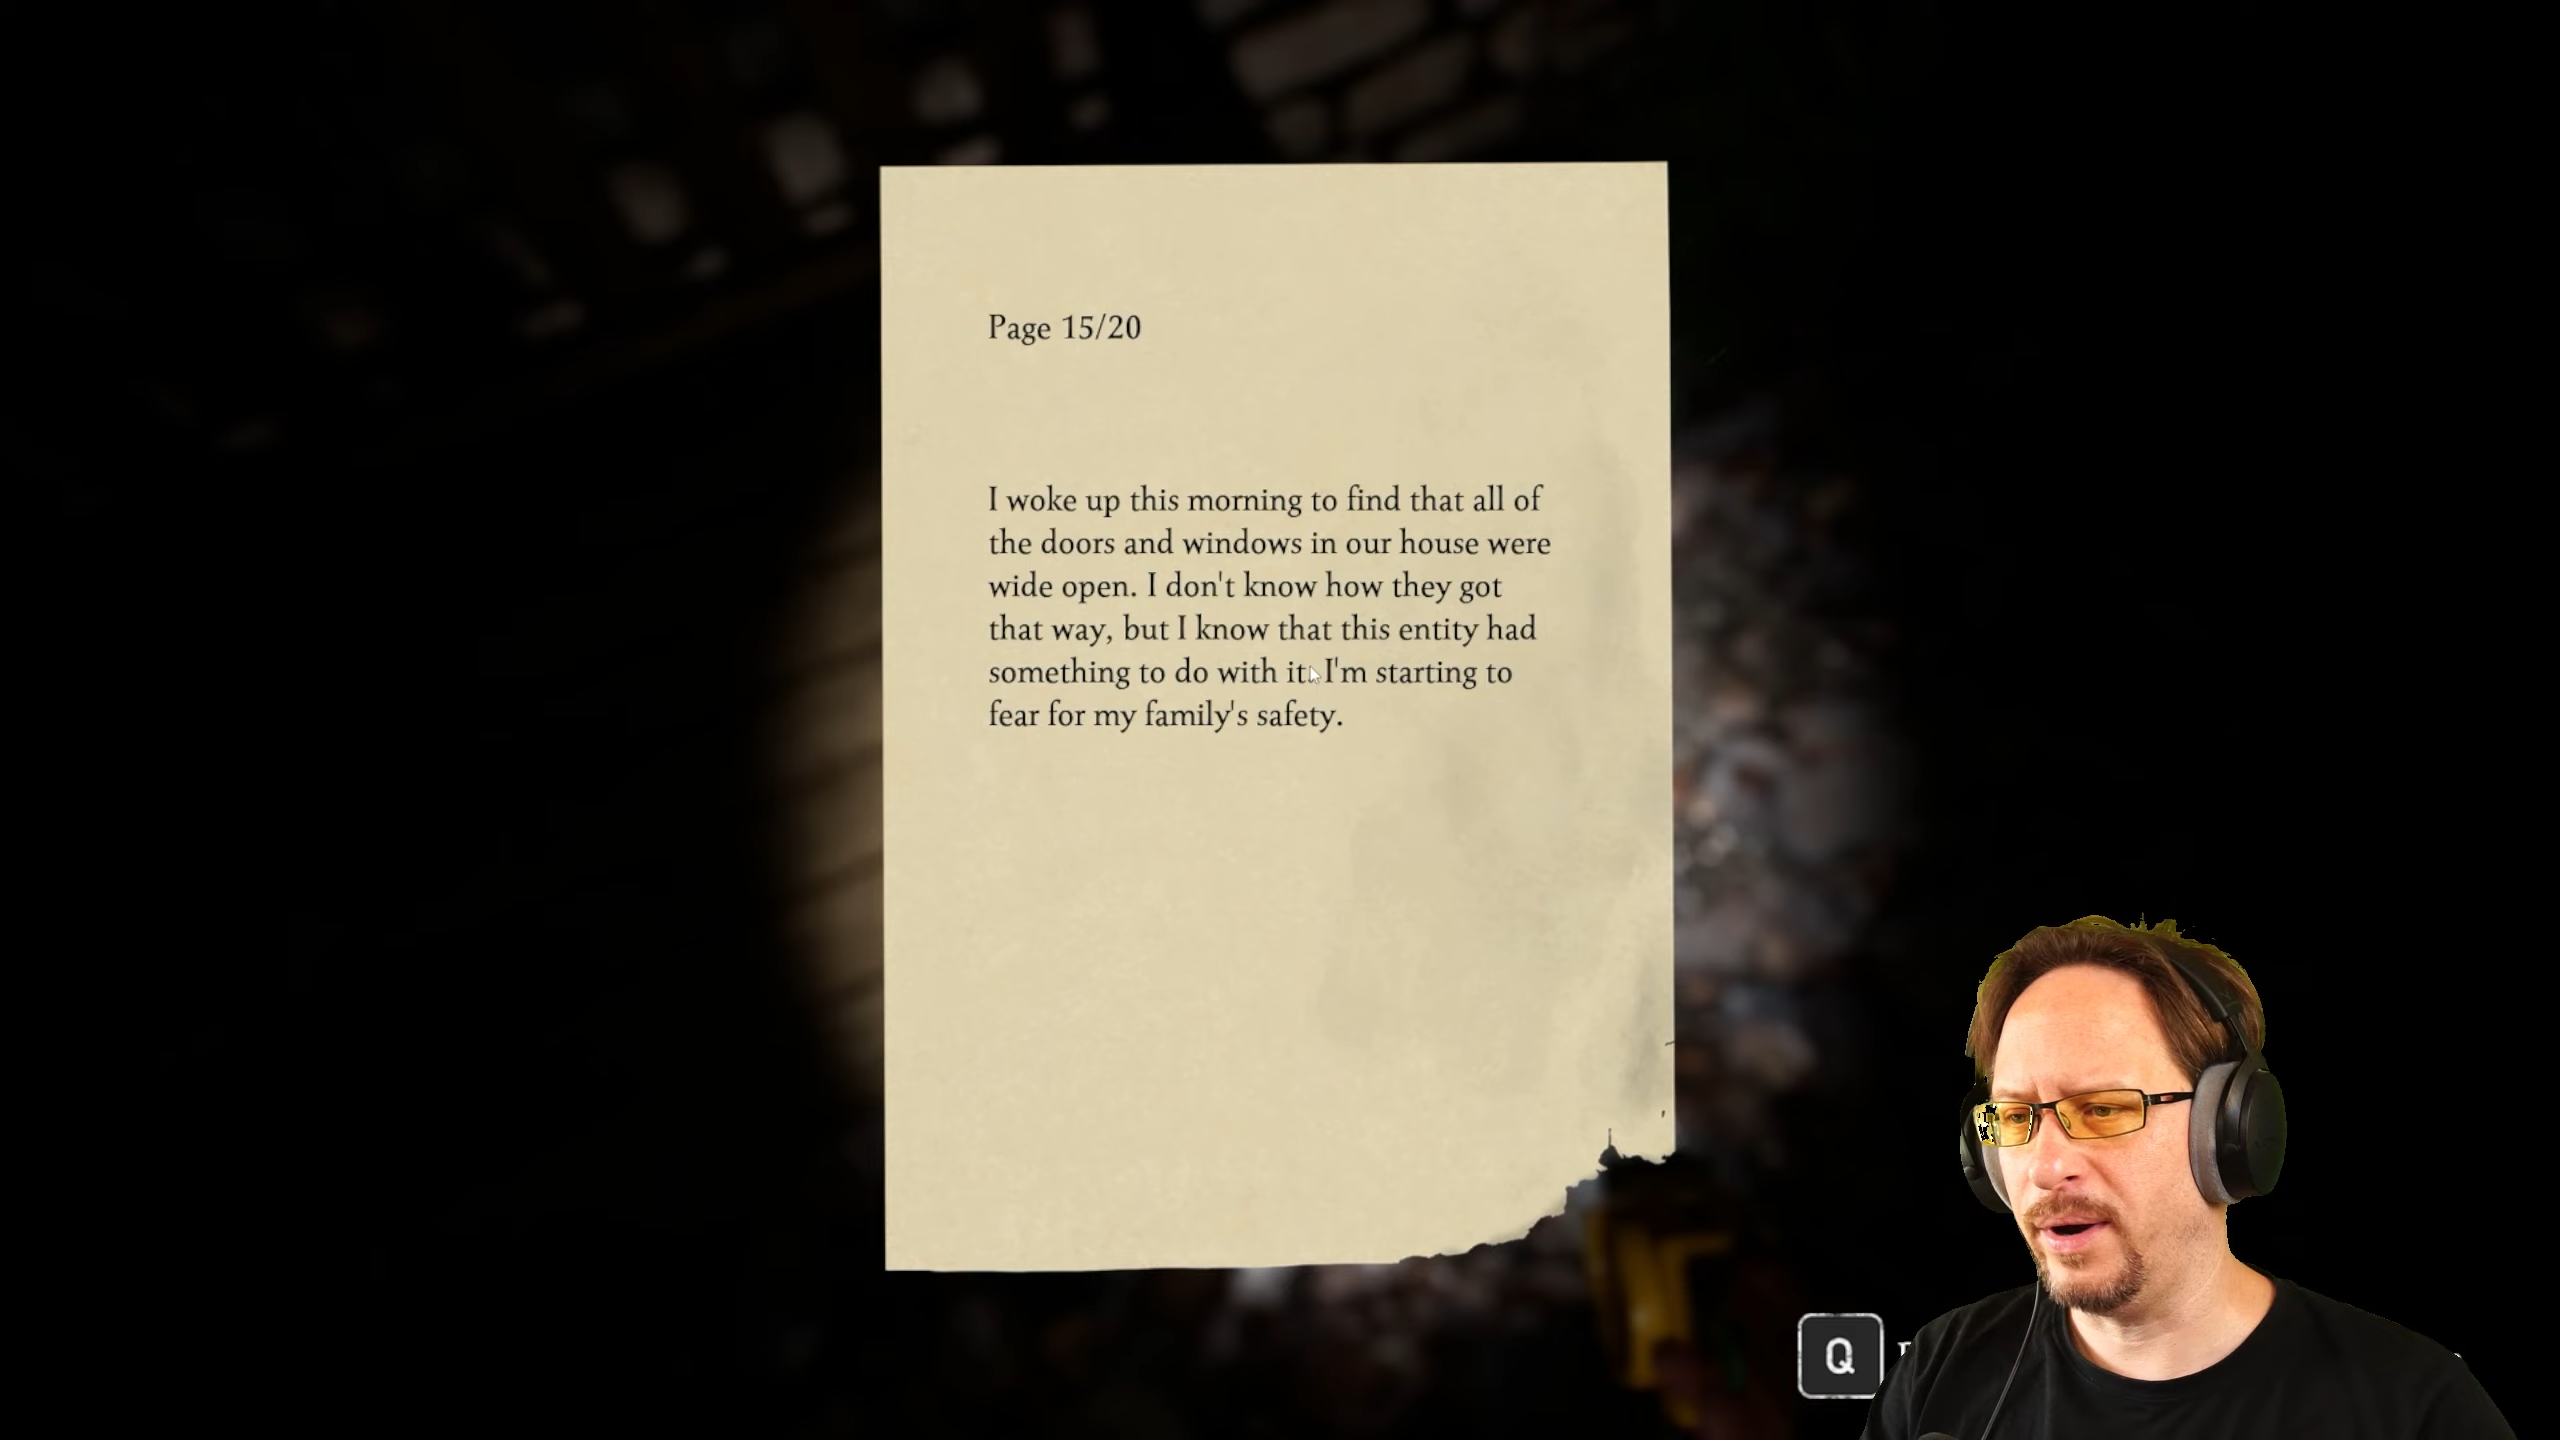 Page 15/20
I woke up this morning to find that all of
the doors and windows in our house were
wide open. I don't know how they got
that way, but I know that this entity had
something to do with it. I'm starting to
fear for my family's safety.
Q